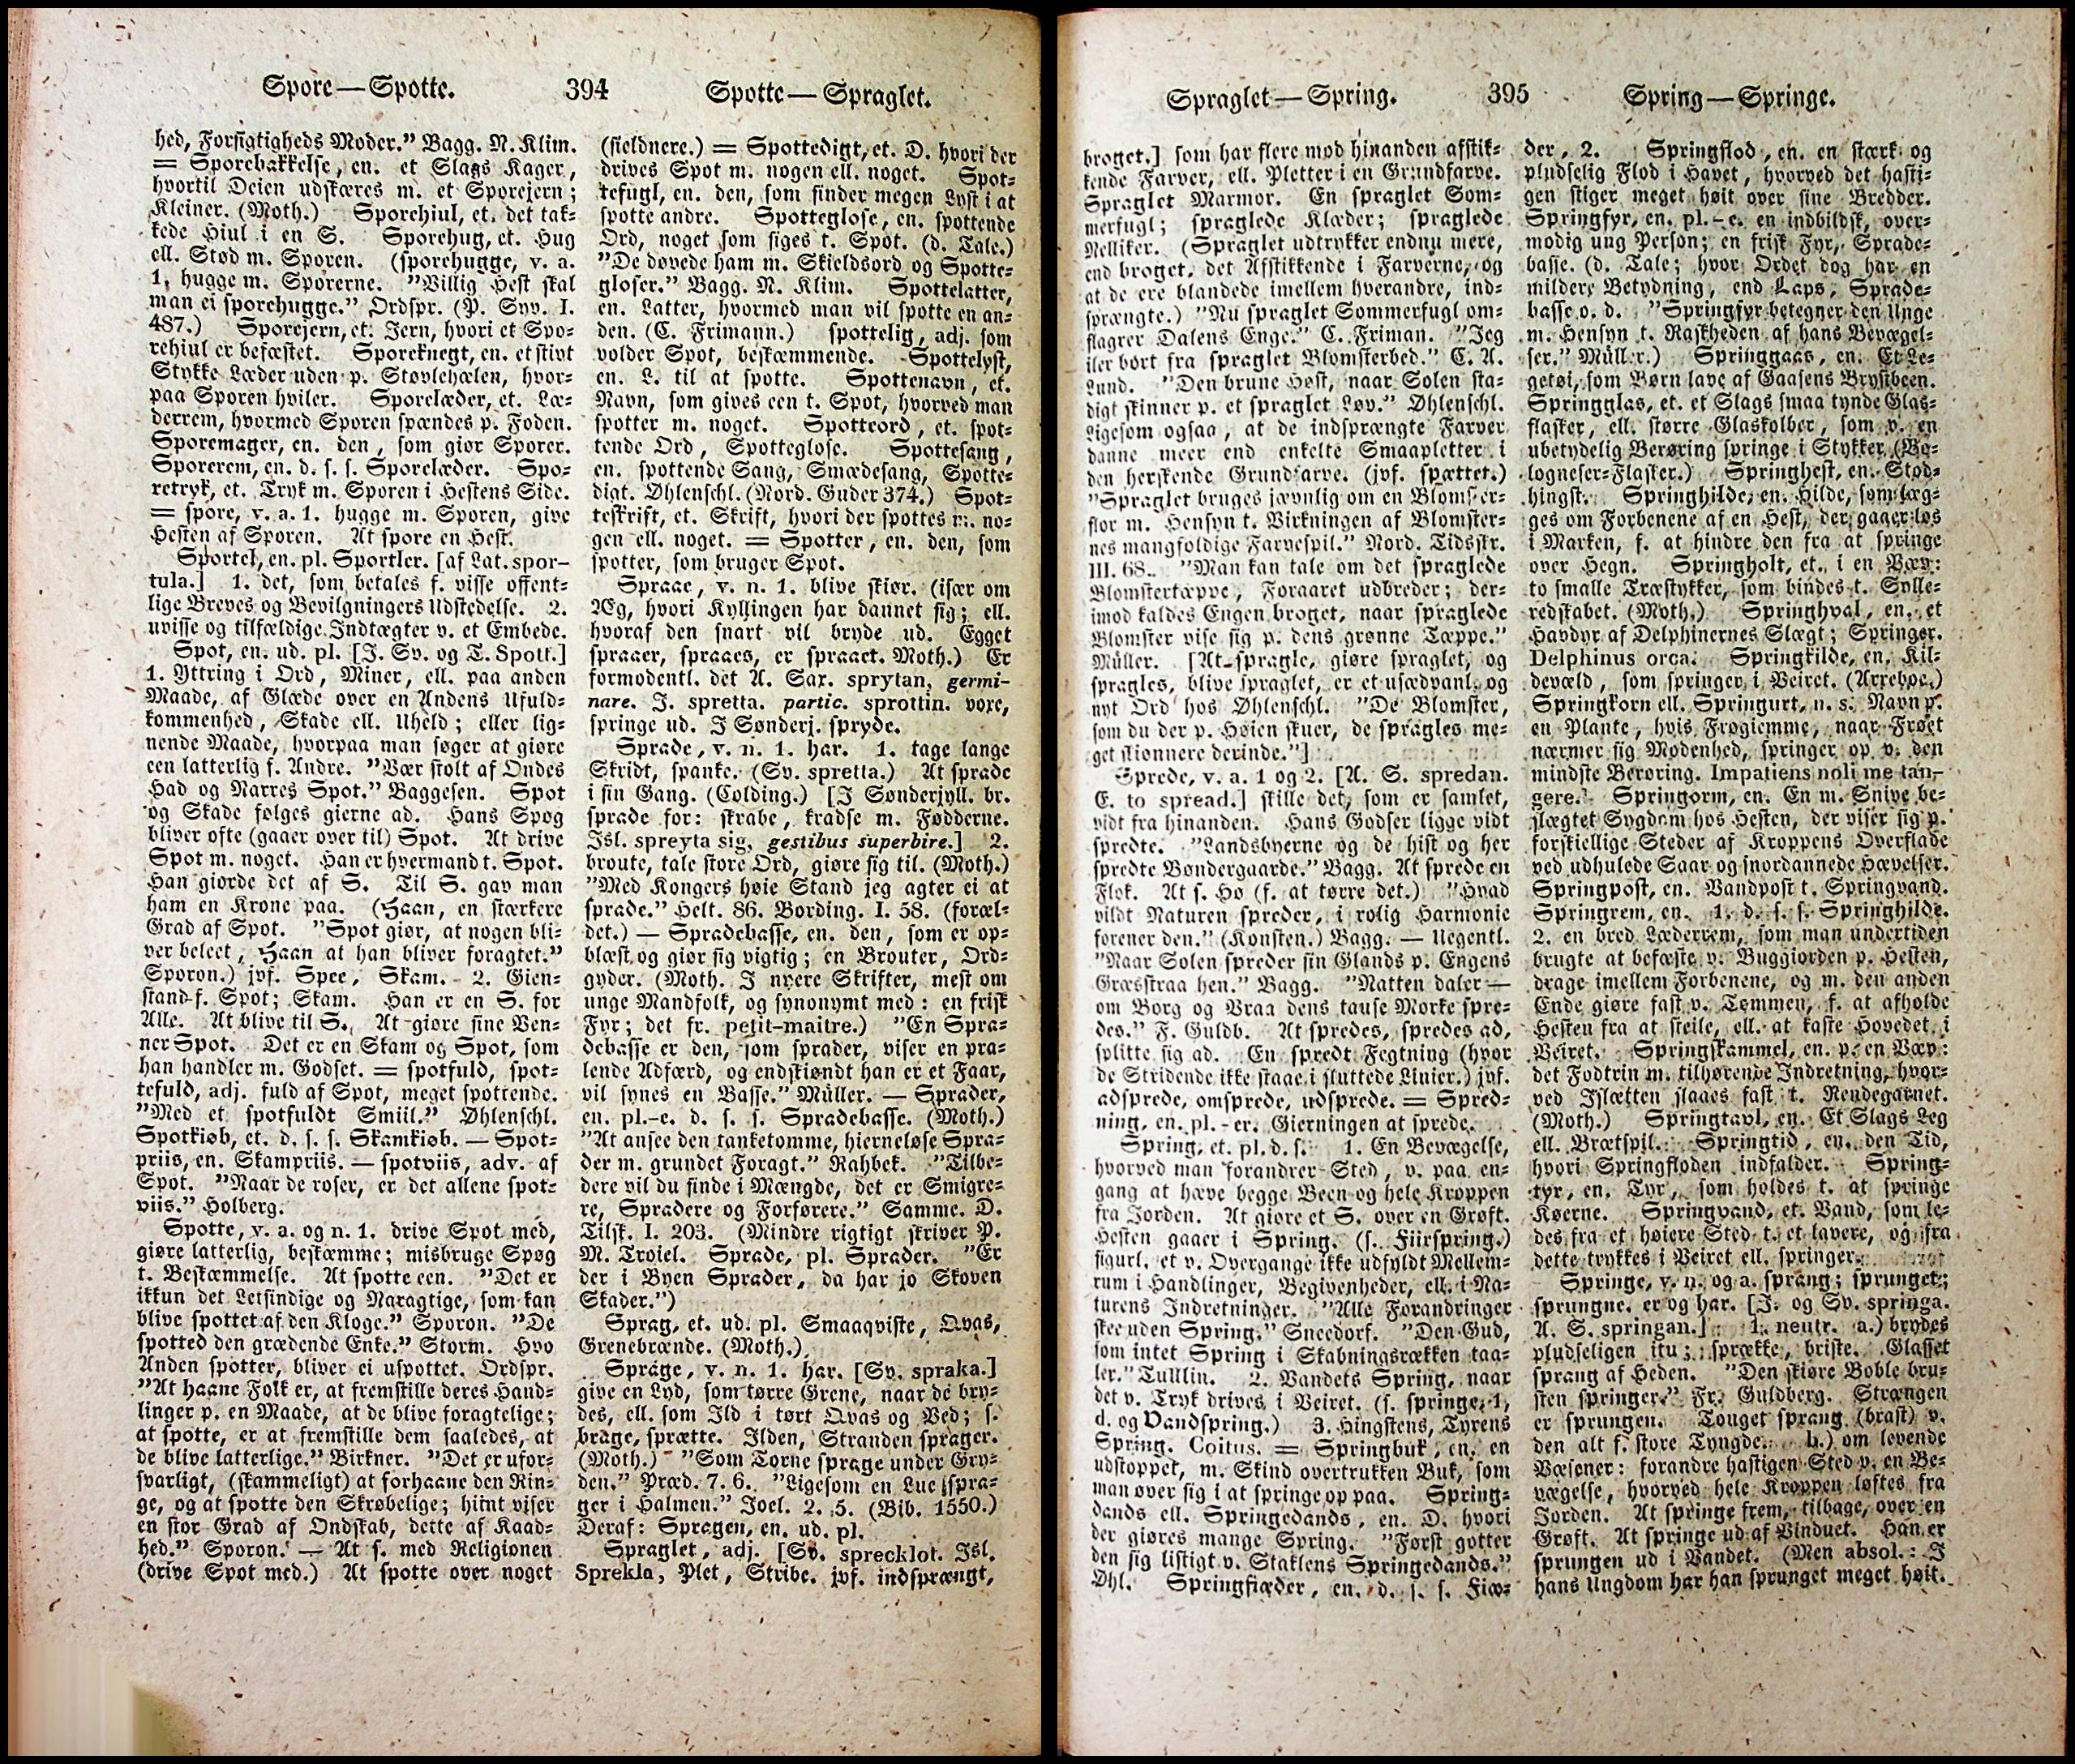 Spore—Spotte.
394
Spotte—Spraglet.
hed, Forsigtigheds Moder.” Bagg. N. Klim.
= Sporebakkelse, en. et Slags Kager,
hvortil Deien udskæres m. et Sporejern;
Kleiner. (Moth.) Sporehiul, et. det tak-
kede Hiul i en S. Sporehug, et. Hug
ell. Stød m. Sporen. (sporehugge, v. a.
1. hugge m. Sporerne. ”Villig Hest skal
man ei sporehugge.” Ordspr. (P. Syv. I.
487.) Sporejern, et. Jern, hvori et Spo-
rehiul er befæstet. Sporeknegt, en. et stivt
Stykke Læder uden p. Støvlehælen, hvor-
paa Sporen hviler. Sporelæder, et. Læ-
derrem, hvormed Sporen spændes p. Foden.
Sporemager, en. den, som giør Sporer.
Sporerem, en. d. s. s. Sporelæder. Spo-
retryk, et. Tryk m. Sporen i Hestens Side.
= spore, v. a. 1. hugge m. Sporen, give
Hesten af Sporen. At spore en Hest.
Sportel, en. pl. Sportler. [af Lat. spor-
tula.] 1. det, som betales f. visse offent-
lige Breves og Bevilgningers Udstedelse. 2.
uvisse og tilfældige Indtægter v. et Embede.
Spot, en. ud. pl. [J. Sv. og T. Spott.]
1. Yttring i Ord, Miner, ell. paa anden
Maade, af Glæde over en Andens Ufuld-
kommenhed, Skade ell. Uheld; eller lig-
nende Maade, hvorpaa man søger at giøre
een latterlig f. Andre. ”Vær stolt af Ondes
Had og Narres Spot.” Baggesen. Spot
og Skade følges gierne ad. Hans Spøg
bliver ofte (gaaer over til) Spot. At drive
Spot m. noget. Han er hvermand t. Spot.
Han giorde det af S. Til S. gav man
ham en Krone paa. (Haan, en stærkere
Grad af Spot. ”Spot giør, at nogen bli-
ver beleet, Haan at han bliver foragtet.”
Sporon.) jvf. Spee, Skam. 2. Gien-
stand f. Spot; Skam. Han er en S. for
Alle. At blive til S. At giøre sine Ven-
ner Spot. Det er en Skam og Spot, som
han handler m. Godset. = spotfuld, spot-
tefuld, adj. fuld af Spot, meget spottende.
”Med et spotfuldt Smiil.” Øhlenschl.
Spotkiøb, et. d. s. s. Skamkiøb. — Spot-
priis, en. Skampriis. — spotviis, adv. af
Spot. ”Naar de roser, er det allene spot-
viis.” Holberg.
Spotte, v. a. og n. 1. drive Spot med,
giøre latterlig, beskæmme; misbruge Spøg
t. Beskæmmelse. At spotte een. ”Det er
ikkun det Letsindige og Naragtige, som kan
blive spottet af den Kloge.” Sporon. ”De
spotted den grædende Enke.” Storm. Hvo
Anden spotter, bliver ei uspottet. Ordspr.
”At haane Folk er, at fremstille deres Hand-
linger p. en Maade, at de blive foragtelige;
at spotte, er at fremstille dem saaledes, at
de blive latterlige.” Birkner. ”Det er ufor-
svarligt, (skammeligt) at forhaane den Rin-
ge, og at spotte den Skrøbelige; hiint viser
en stor Grad af Ondskab, dette af Kaad-
hed.” Sporon. — At s. med Religionen
(drive Spot med.) At spotte over noget
(sieldnere.) = Spottedigt, et. D. hvori der
drives Spot m. nogen ell. noget. Spot-
tefugl, en. den, som finder megen Lyst i at
spotte andre. Spotteglose, en. spottende
Ord, noget som siges t. Spot. (d. Tale.)
”De døvede ham m. Skieldsord og Spotte-
gloser.” Bagg. N. Klim. Spottelatter,
en. Latter, hvormed man vil spotte en an-
den. (C. Frimann.) spottelig, adj. som
volder Spot, beskæmmende. Spottelyst,
en. L. til at spotte. Spottenavn, et.
Navn, som gives een t. Spot, hvorved man
spotter m. noget. Spotteord, et. spot-
tende Ord, Spotteglose. Spottesang,
en. spottende Sang, Smædesang, Spotte-
digt. Øhlenschl. (Nord. Guder 374.) Spot-
teskrift, et. Skrift, hvori der spottes m. no-
gen ell. noget. = Spotter, en. den, som
spotter, som bruger Spot.
Spraae, v. n. 1. blive skiør. (især om
Æg, hvori Kyllingen har dannet sig; ell.
hvoraf den snart vil bryde ud. Egget
spraaer, spraaes, er spraaet. Moth.) Er
formodentl. det A. Sax. sprytan, germi-
nare. J. spretta. partic. sprottin. voxe,
springe ud. I Sønderj. spryde.
Sprade, v. n. 1. har. 1. tage lange
Skridt, spanke. (Sv. spretta.) At sprade
i sin Gang. (Colding.) [I Sønderjyll. br.
sprade for: skrabe, kradse m. Fødderne.
Isl. spreyta sig, gestibus superbire.] 2.
broute, tale store Ord, giøre sig til. (Moth.)
”Med Kongers høie Stand jeg agter ei at
sprade.” Helt. 86. Bording. I. 58. (foræl-
det.) — Spradebasse, en. den, som er op-
blæst og giør sig vigtig; en Brouter, Ord-
gyder. (Moth. I nyere Skrifter, mest om
unge Mandfolk, og synonymt med: en frisk
Fyr; det fr. petit-maitre.) ”En Spra-
debasse er den, som sprader, viser en pra-
lende Adfærd, og endskiøndt han er et Faar,
vil synes en Basse.” Müller. — Sprader,
en. pl.-e. d. s. s. Spradebasse. (Moth.)
”At ansee den tanketomme, hierneløse Spra-
der m. grundet Foragt.” Rahbek. ”Tilbe-
dere vil du finde i Mængde, det er Smigre-
re, Spradere og Forførere.” Samme. D.
Tilsk. I. 203. (Mindre rigtigt skriver P.
M. Troiel. Sprade, pl. Sprader. ”Er
der i Byen Sprader, da har jo Skoven
Skader.”)
Sprag, et. ud. pl. Smaaqviste, Qvas,
Grenebrænde. (Moth.)
Sprage, v. n. 1. har. [Sv. spraka.]
give en Lyd, som tørre Grene, naar de bry-
des, ell. som Ild i tørt Qvas og Ved; s.
brage, sprætte. Ilden, Stranden sprager.
(Moth.) ”Som Torne sprage under Gry-
den.” Præd. 7. 6. ”Ligesom en Lue spra-
ger i Halmen.” Joel. 2. 5. (Bib. 1550.)
Deraf: Spragen, en. ud. pl.
Spraglet, adj. [Sv. sprecklot. Isl.
Sprekla, Plet, Stribe. jvf. indsprængt,
Spraglet—Spring.
395
Spring—Springe.
broget.] som har flere mod hinanden afstik-
kende Farver, ell. Pletter i en Grundfarve.
Spraglet Marmor. En spraglet Som-
merfugl; spraglede Klæder; spraglede
Nelliker. (Spraglet udtrykker endnu mere,
end broget, det Afstikkende i Farverne, og
at de ere blandede imellem hverandre, ind-
sprængte.) ”Nu spraglet Sommerfugl om-
flagrer Dalens Enge.” C. Friman. ”Jeg
iler bort fra spraglet Blomsterbed.” C. A.
Lund. ”Den brune Høst, naar Solen sta-
digt skinner p. et spraglet Løv.” Øhlenschl.
Ligesom ogsaa, at de indsprængte Farver
danne meer end enkelte Smaapletter i
den herskende Grundfarve. (jvf. spættet.)
”Spraglet bruges jævnlig om en Blomster-
flor m. Hensyn t. Virkningen af Blomster-
nes mangfoldige Farvespil.” Nord. Tidsskr.
III. 68. ”Man kan tale om det spraglede
Blomstertæppe, Foraaret udbreder; der-
imod kaldes Engen broget, naar spraglede
Blomster vise sig p. dens grønne Tæppe.”
Müller. [At spragle, giøre spraglet, og
spragles, blive spraglet, er et usædvanl. og
nyt Ord hos Øhlenschl. ”De Blomster,
som du der p. Høien skuer, de spragles me-
get skionnere derinde.”]
Sprede, v. a. 1 og 2. [A. S. spredan.
E. to spread.] skille det, som er samlet,
vidt fra hinanden. Hans Godser ligge vidt
spredte. ”Landsbyerne og de hist og her
spredte Bøndergaarde.” Bagg. At sprede en
Flok. At s. Hø (f. at tørre det.) ”Hvad
vildt Naturen spreder, i rolig Harmonie
forener den.” (Konsten.) Bagg. — Uegentl.
”Naar Solen spreder sin Glands p. Engens
Græsstraa hen.” Bagg. ”Natten daler —
om Borg og Vraa dens tause Mørke spre-
des.” F. Guldb. At spredes, spredes ad,
splitte sig ad. En spredt Fegtning (hvor
de Stridende ikke staae i sluttede Linier.) jvf.
adsprede, omsprede, udsprede. = Spred-
ning, en. pl.-er. Gierningen at sprede.
Spring, et. pl. d. s. 1. En Bevægelse,
hvorved man forandrer Sted, v. paa en-
gang at hæve begge Been og hele Kroppen
fra Jorden. At giøre et S. over en Grøft.
Hesten gaaer i Spring. (s. Fiirspring.)
figurl. et v. Overgange ikke udfyldt Mellem-
rum i Handlinger, Begivenheder, ell. i Na-
turens Indretninger. ”Alle Forandringer
skee uden Spring.” Sneedorf. ”Den Gud,
som intet Spring i Skabningsrækken taa-
ler.” Tullin. 2. Vandets Spring, naar
det v. Tryk drives i Veiret. (s. springe, 1,
d. og Vandspring.) 3. Hingstens, Tyrens
Spring. Coitus. = Springbuk, en. en
udstoppet, m. Skind overtrukken Buk, som
man øver sig i at springe op paa. Spring-
dands ell. Springedands, en. D. hvori
der giøres mange Spring. ”Først gotter
den sig listigt v. Staklens Springedands.”
Øhl. Springfiæder, en. d. s. s. Fiæ-
der, 2. Springflod, en. en stærk og
pludselig Flod i Havet, hvorved det hasti-
gen stiger meget høit over sine Bredder.
Springfyr, en. pl.-e. en indbildsk, over-
modig ung Person; en frisk Fyr, Sprade-
basse. (d. Tale; hvor Ordet dog har en
mildere Betydning, end Laps, Sprade-
basse o. d. ”Springfyr betegner den Unge
m. Hensyn t. Raskheden af hans Bevægel-
ser.” Müller.) Springgaas, en. Et Le-
getøi, som Børn lave af Gaasens Brystbeen.
Springglas, et. et Slags smaa tynde Glas-
flasker, ell. større Glaskolber, som v. en
ubetydelig Berøring springe i Stykker. (Bo-
logneser-Flasker.) Springhest, en. Stod-
hingst. Springhilde, en. Hilde, som læg-
ges om Forbenene af en Hest, der gaaer løs
i Marken, f. at hindre den fra at springe
over Hegn. Springholt, et. i en Væv:
to smalle Træstykker, som bindes t. Sylle-
redskabet. (Moth.) Springhval, en. et
Havdyr af Delphinernes Slægt; Springer.
Delphinus orca. Springkilde, en. Kil-
devæld, som springer i Veiret. (Arreboe.)
Springkorn ell. Springurt, n. s. Navn p.
en Plante, hvis Frøgiemme, naar Frøet
nærmer sig Modenhed, springer op v. den
mindste Berøring. Impatiens noli me tan-
gere. Springorm, en. En m. Snive be-
slægtet Sygdom hos Hesten, der viser sig p.
forskiellige Steder af Kroppens Overflade
ved udhulede Saar og snordannede Hævelser.
Springpost, en. Vandpost t. Springvand.
Springrem, en. 1. d. s. s. Springhilde.
2. en bred Læderrem, som man undertiden
brugte at befæste v. Buggiorden p. Hesten,
drage imellem Forbenene, og m. den anden
Ende giøre fast v. Tømmen, f. at afholde
Hesten fra at steile, ell. at kaste Hovedet i
Veiret. Springskammel, en. p. en Væv:
det Fodtrin m. tilhørende Indretning, hvor-
ved Islætten slaaes fast t. Rendegarnet.
(Moth.) Springtavl, en. Et Slags Leg
ell. Brætspil. Springtid, en. den Tid,
hvori Springfloden indfalder. Spring-
tyr, en. Tyr, som holdes t. at springe
Køerne. Springvand, et. Vand, som le-
des fra et høiere Sted t. et lavere, og fra
dette trykkes i Veiret ell. springer.
Springe, v. n. og a. sprang; sprunget;
sprungne. er og har. [J. og Sv. springa.
A. S. springan.] 1. neutr. a.) brydes
pludseligen itu; sprække, briste. Glasset
sprang af Heden. ”Den skiøre Boble bru-
sten springer.” Fr. Guldberg. Strængen
er sprungen. Touget sprang (brast) v.
den alt f. store Tyngde. b.) om levende
Væsener: forandre hastigen Sted v. en Be-
vægelse, hvorved hele Kroppen løftes fra
Jorden. At springe frem, tilbage, over en
Grøft. At springe ud af Vinduet. Han er
sprungen ud i Vandet. (Men absol.: I
hans Ungdom har han sprunget meget høit.